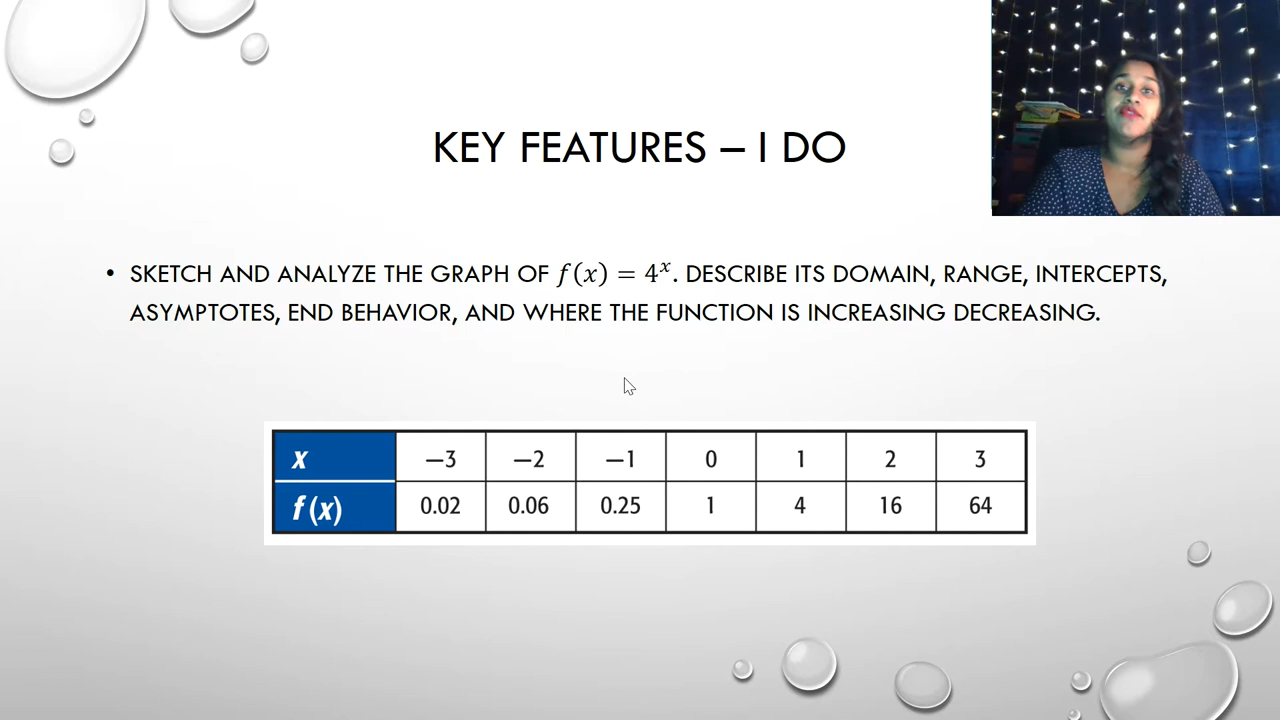 KEY FEATURES – I DO
• SKETCH AND ANALYZE THE GRAPH OF f(x) = 4^x. DESCRIBE ITS DOMAIN, RANGE, INTERCEPTS,
ASYMPTOTES, END BEHAVIOR, AND WHERE THE FUNCTION IS INCREASING DECREASING.
x −3 −2 −1 0 1 2 3
f(x) 0.02 0.06 0.25 1 4 16 64